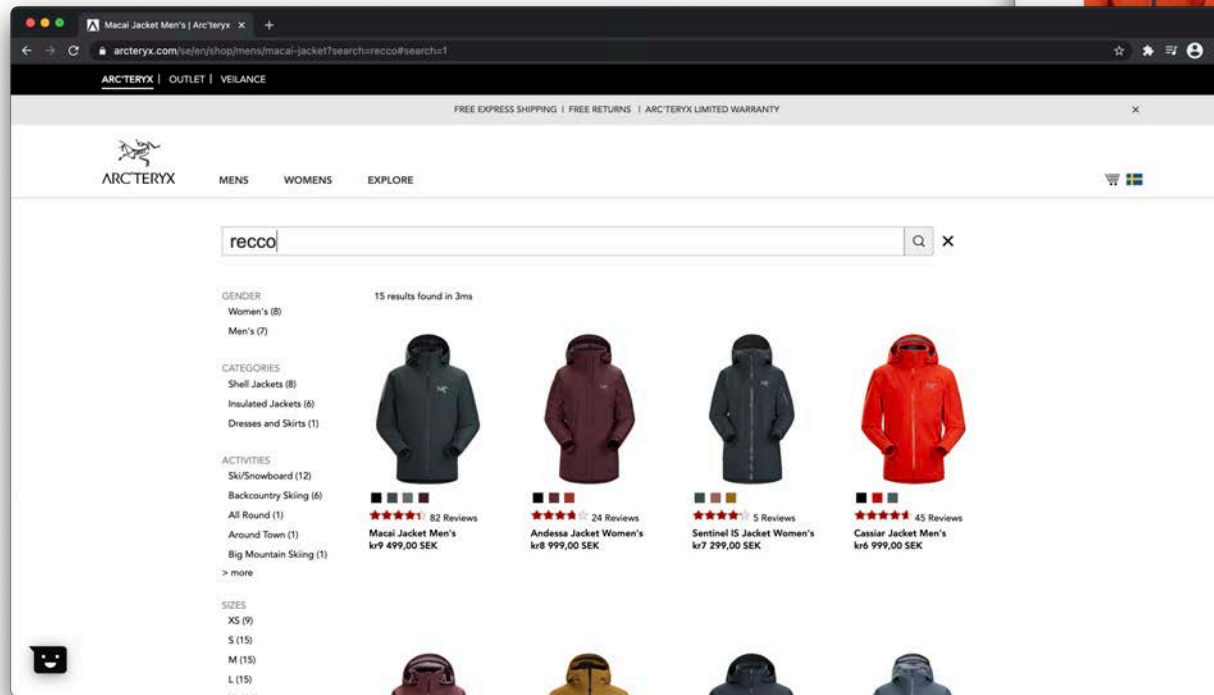 Macai Jacket Men's | Arc'teryx
arcteryx.com/se/en/shop/mens/macai-jacket?search=recco#search=1
ARC'TERYX | OUTLET | VEILANCE
FREE EXPRESS SHIPPING | FREE RETURNS | ARC'TERYX LIMITED WARRANTY
ARC'TERYX
MENS WOMENS EXPLORE
recco
15 results found in 3ms
GENDER
Women's (8)
Men's (7)
CATEGORIES
Shell Jackets (8)
Insulated Jackets (6)
Dresses and Skirts (1)
ACTIVITIES
Ski/Snowboard (12)
Backcountry Skiing (6)
All Round (1)
Around Town (1)
Big Mountain Skiing (1)
> more
SIZES
XS (9)
S (15)
M (15)
L (15)
82 Reviews
Macai Jacket Men's
kr9 499,00 SEK
24 Reviews
Andessa Jacket Women's
kr8 999,00 SEK
5 Reviews
Sentinel IS Jacket Women's
kr7 299,00 SEK
45 Reviews
Cassiar Jacket Men's
kr6 999,00 SEK